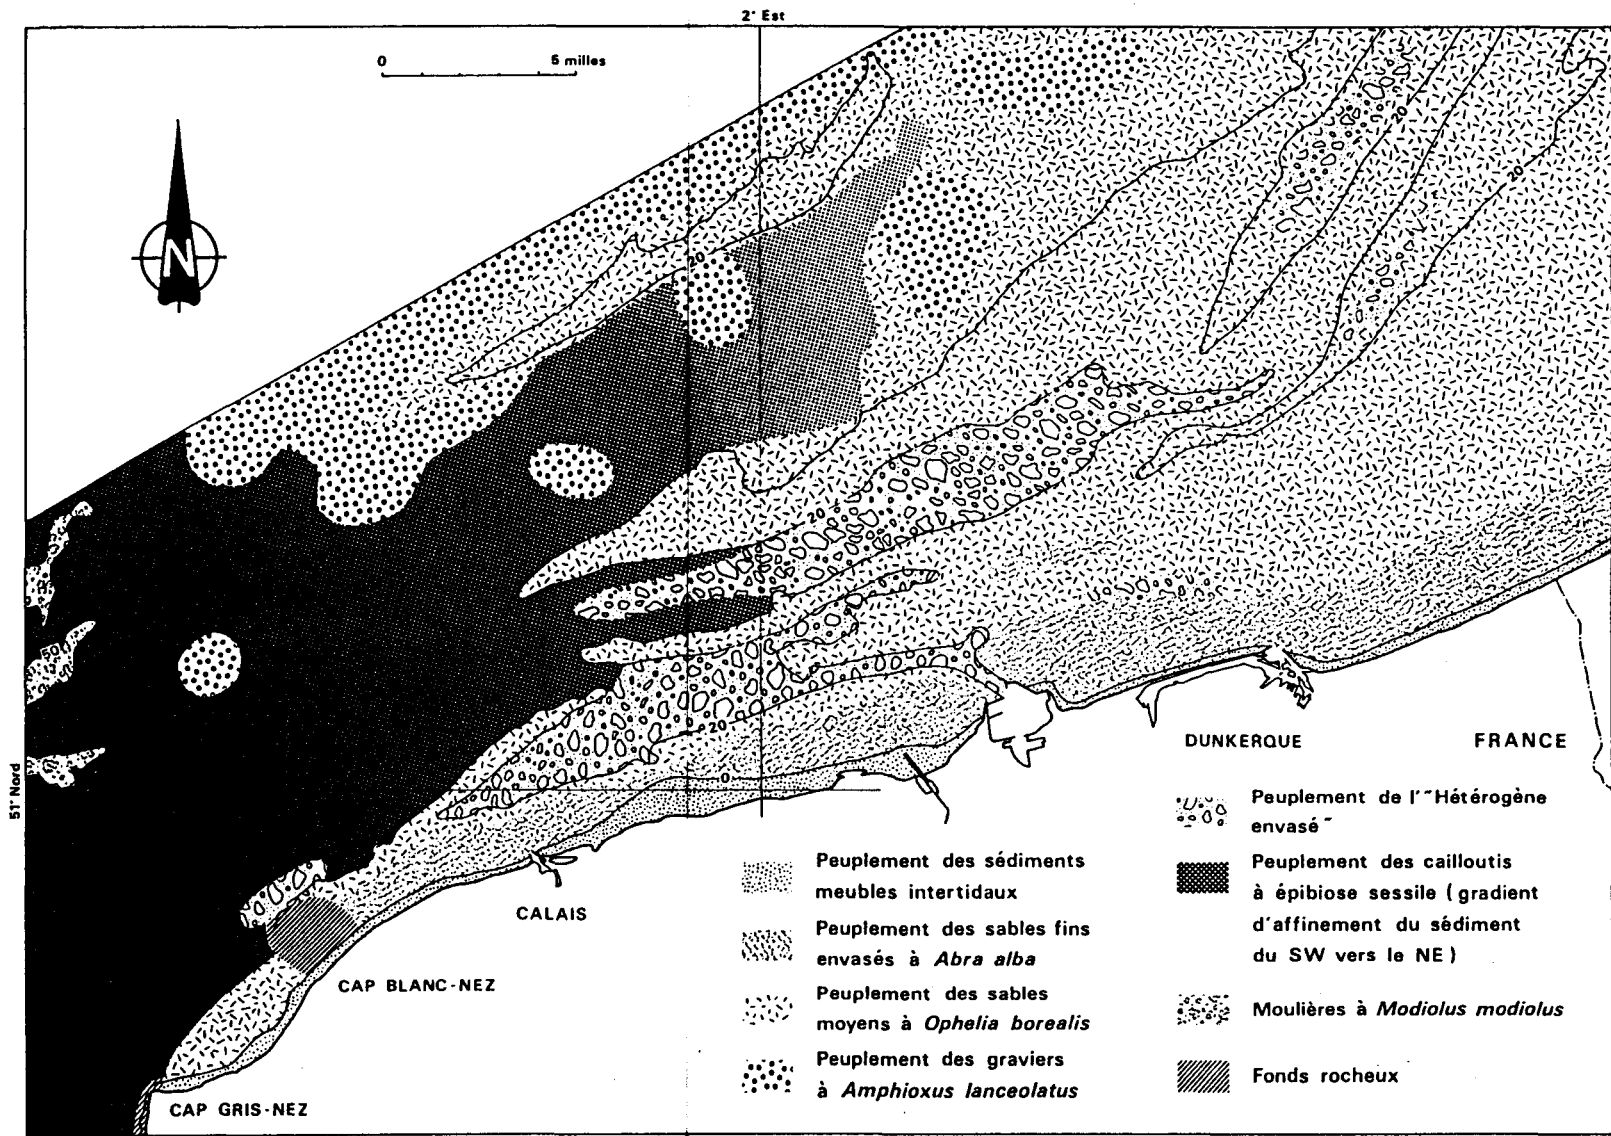 2° Est
0 5 milles
N
20
20
20
20
20
50
0
51° Nord
DUNKERQUE
FRANCE
CALAIS
CAP BLANC-NEZ
CAP GRIS-NEZ
Peuplement des sédiments
meubles intertidaux
Peuplement des sables fins
envasés à Abra alba
Peuplement des sables
moyens à Ophelia borealis
Peuplement des graviers
à Amphioxus lanceolatus
Peuplement de l'"Hétérogène
envasé"
Peuplement des cailloutis
à épibiose sessile (gradient
d'affinement du sédiment
du SW vers le NE)
Moulières à Modiolus modiolus
Fonds rocheux